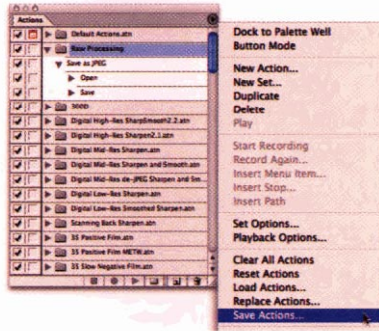 Actions
Default Actions.atn
Raw Processing
Save as JPEG
Open
Save
300D
Digital High-Res SharpSmooth2.2.atn
Digital High-Res Sharpen2.1.atn
Digital Mid-Res Sharpen.atn
Digital Mid-Res Sharpen and Smooth.atn
Digital Mid-Res de-JPEG Sharpen and Sm...
Digital Low-Res Sharpen.atn
Digital Low-Res Smoothed Sharpen.atn
Scanning Back Sharpen.atn
35 Positive Film.atn
35 Positive Film METW.atn
35 Slow Negative Film.atn
Dock to Palette Well
Button Mode
New Action...
New Set...
Duplicate
Delete
Play
Start Recording
Record Again...
Insert Menu Item...
Insert Stop...
Insert Path
Set Options...
Playback Options...
Clear All Actions
Reset Actions
Load Actions...
Replace Actions...
Save Actions...